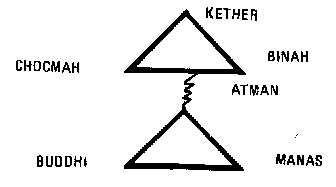 KETHER
CHOCMAH
BINAH
ATMAN
BUDDHI
MANAS